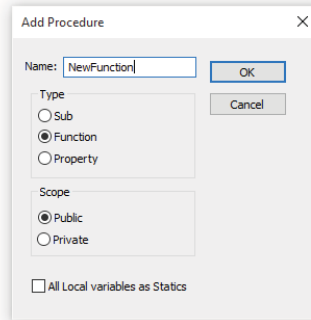 Add Procedure
Name: NewFunction
OK
Cancel
Type
Sub
Function
Property
Scope
Public
Private
All Local variables as Statics